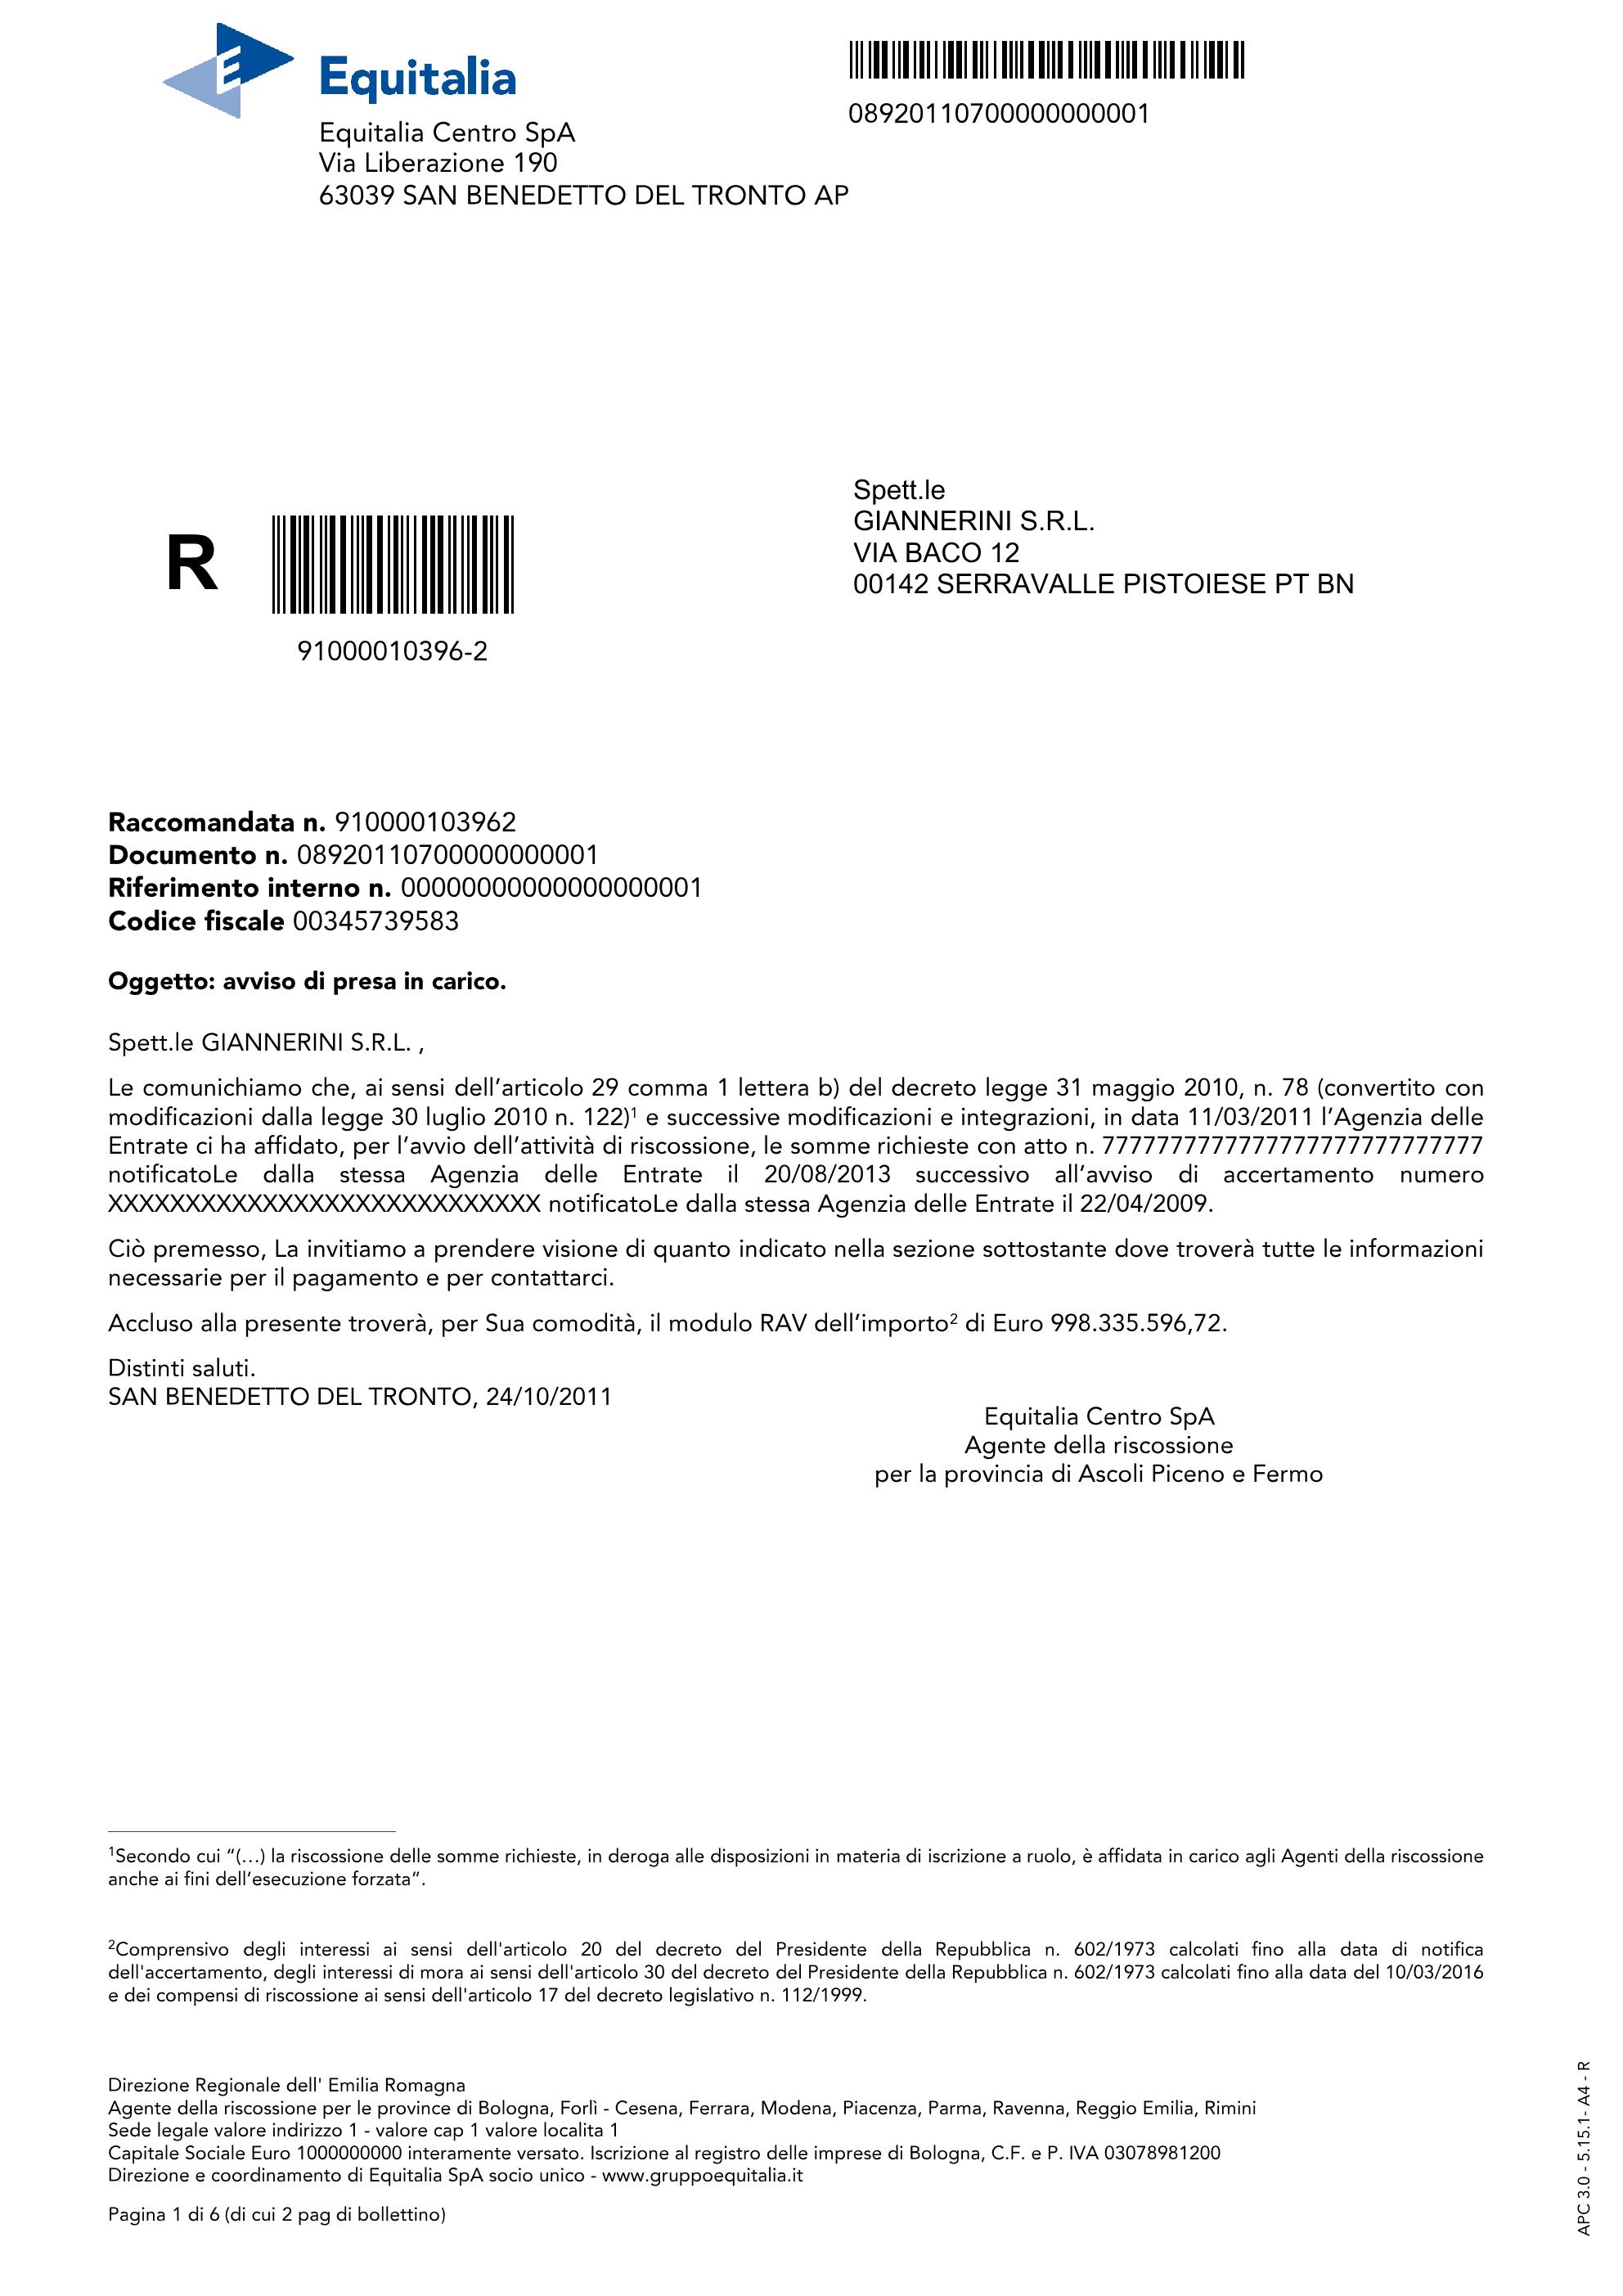 Equitalia
Equitalia Centro SpA
Via Liberazione 190
63039 SAN BENEDETTO DEL TRONTO AP
08920110700000000001
Spett.le
GIANNERINI S.R.L.
VIA BACO 12
00142 SERRAVALLE PISTOIESE PT BN
R
91000010396-2
Raccomandata n. 910000103962
Documento n. 08920110700000000001
Riferimento interno n. 00000000000000000001
Codice fiscale 00345739583
Oggetto: avviso di presa in carico.
Spett.le GIANNERINI S.R.L. ,
Le comunichiamo che, ai sensi dell’articolo 29 comma 1 lettera b) del decreto legge 31 maggio 2010, n. 78 (convertito con
modificazioni dalla legge 30 luglio 2010 n. 122)¹ e successive modificazioni e integrazioni, in data 11/03/2011 l’Agenzia delle
Entrate ci ha affidato, per l’avvio dell’attività di riscossione, le somme richieste con atto n. 7777777777777777777777777777
notificatoLe dalla stessa Agenzia delle Entrate il 20/08/2013 successivo all’avviso di accertamento numero
XXXXXXXXXXXXXXXXXXXXXXXXXXXX notificatoLe dalla stessa Agenzia delle Entrate il 22/04/2009.
Ciò premesso, La invitiamo a prendere visione di quanto indicato nella sezione sottostante dove troverà tutte le informazioni
necessarie per il pagamento e per contattarci.
Accluso alla presente troverà, per Sua comodità, il modulo RAV dell’importo² di Euro 998.335.596,72.
Distinti saluti.
SAN BENEDETTO DEL TRONTO, 24/10/2011
Equitalia Centro SpA
Agente della riscossione
per la provincia di Ascoli Piceno e Fermo
¹Secondo cui “(…) la riscossione delle somme richieste, in deroga alle disposizioni in materia di iscrizione a ruolo, è affidata in carico agli Agenti della riscossione
anche ai fini dell’esecuzione forzata”.
²Comprensivo degli interessi ai sensi dell'articolo 20 del decreto del Presidente della Repubblica n. 602/1973 calcolati fino alla data di notifica
dell'accertamento, degli interessi di mora ai sensi dell'articolo 30 del decreto del Presidente della Repubblica n. 602/1973 calcolati fino alla data del 10/03/2016
e dei compensi di riscossione ai sensi dell'articolo 17 del decreto legislativo n. 112/1999.
Direzione Regionale dell' Emilia Romagna
Agente della riscossione per le province di Bologna, Forlì - Cesena, Ferrara, Modena, Piacenza, Parma, Ravenna, Reggio Emilia, Rimini
Sede legale valore indirizzo 1 - valore cap 1 valore localita 1
Capitale Sociale Euro 1000000000 interamente versato. Iscrizione al registro delle imprese di Bologna, C.F. e P. IVA 03078981200
Direzione e coordinamento di Equitalia SpA socio unico - www.gruppoequitalia.it
Pagina 1 di 6 (di cui 2 pag di bollettino)
APC 3.0 - 5.15.1- A4 - R